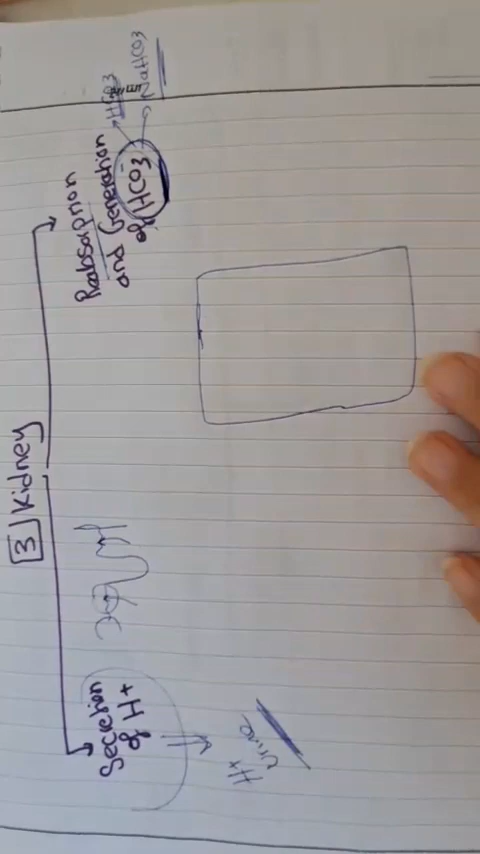 3 Kidney
Secretion
of H+
H+
urine
Reabsorption
and Generation
of HCO3-
HCO3
NaHCO3